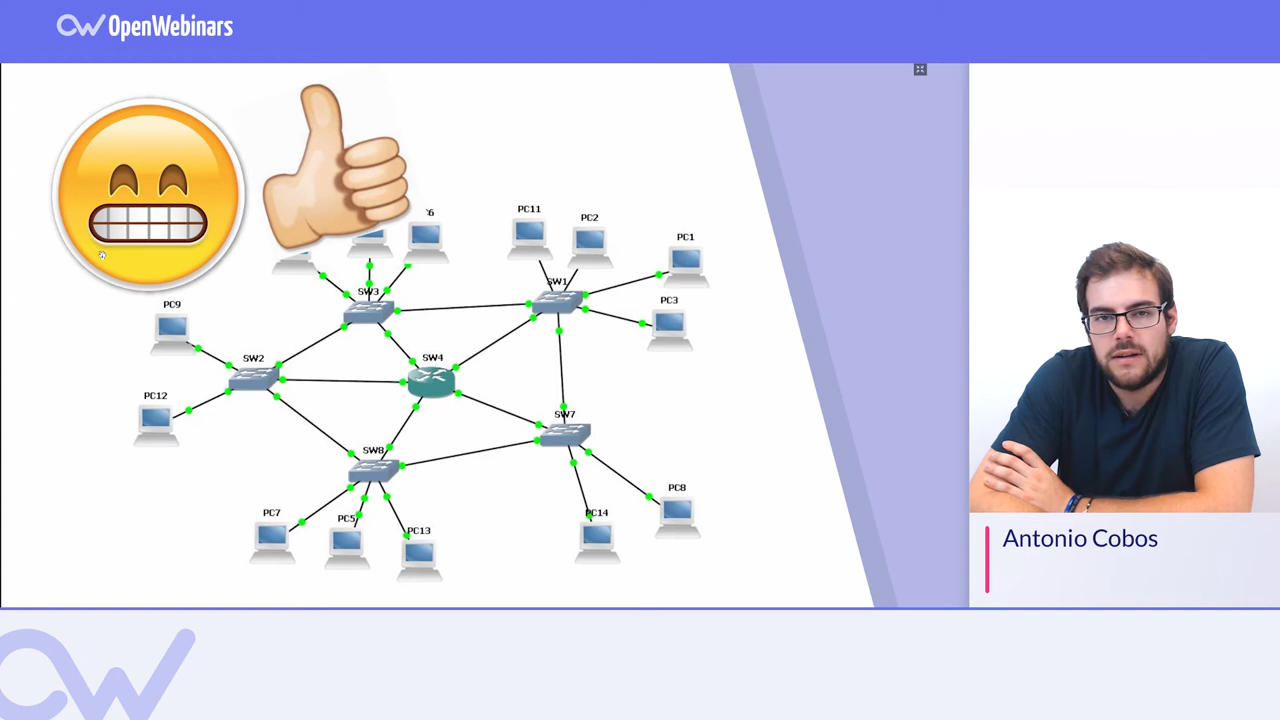 OpenWebinars
PC11
PC2
PC1
SW3
SW1
PC3
PC9
SW2
SW4
PC12
SW7
SW8
PC7
PC5
PC13
PC14
PC8
Antonio Cobos